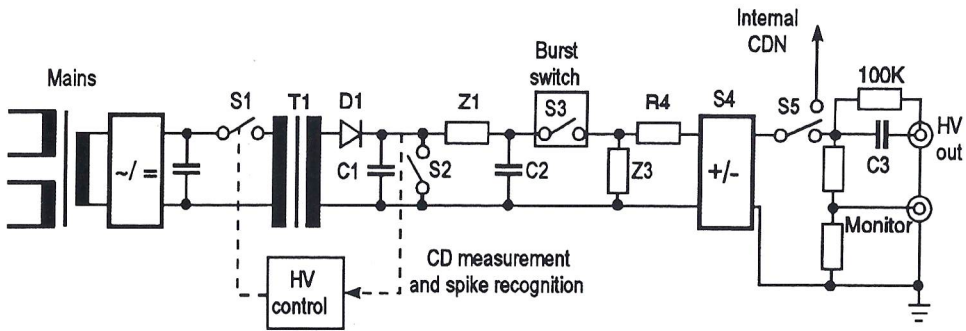 Internal
CDN
Burst
switch
100K
Mains
S1
T1
D1
Z1
S3
R4
S4
S5
HV
out
~/ =
C1
S2
C2
Z3
+/-
C3
Monitor
HV
control
CD measurement
and spike recognition